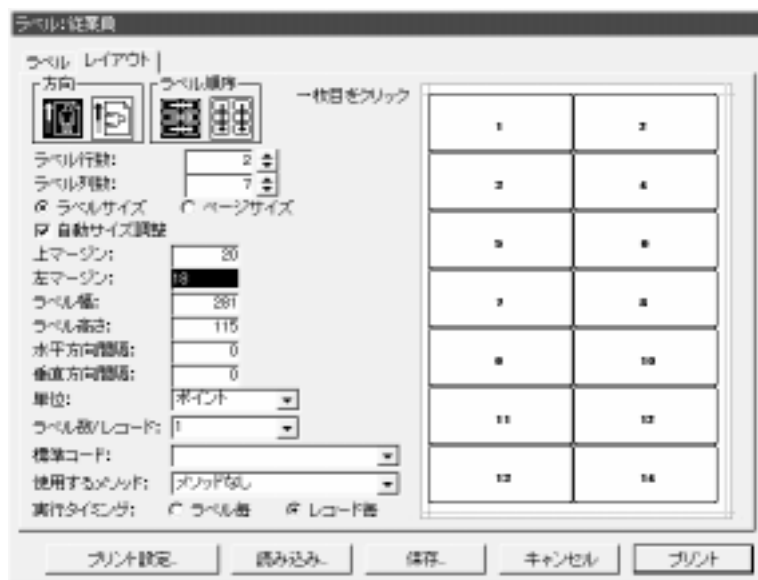 ラベル:従業員
ラベル レイアウト
方向 ラベル順序 一枚目をクリック
ラベル行数: 2
ラベル列数: 7
ラベルサイズ ページサイズ
自動サイズ調整
上マージン: 20
左マージン: 18
ラベル幅: 281
ラベル高さ: 115
水平方向間隔: 0
垂直方向間隔: 0
単位: ポイント
ラベル数/レコード: 1
標準コード:
使用するメソッド: メソッドなし
実行タイミング: ラベル毎 レコード毎
1 2
3 4
5 6
7 8
9 10
11 12
13 14
プリント設定... 読み込み... 保存... キャンセル プリント